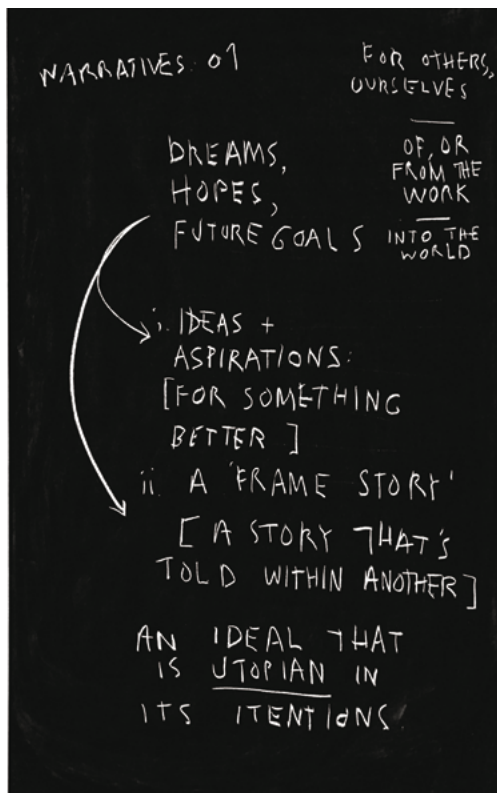 NARRATIVES: 01
FOR OTHERS,
OURSELVES
OF, OR
FROM THE
WORK
INTO THE
WORLD
DREAMS,
HOPES,
FUTURE GOALS
i. IDEAS +
ASPIRATIONS:
[FOR SOMETHING
BETTER]
ii. A 'FRAME STORY'
[A STORY THAT'S
TOLD WITHIN ANOTHER]
AN IDEAL THAT
IS UTOPIAN IN
ITS ITENTIONS.